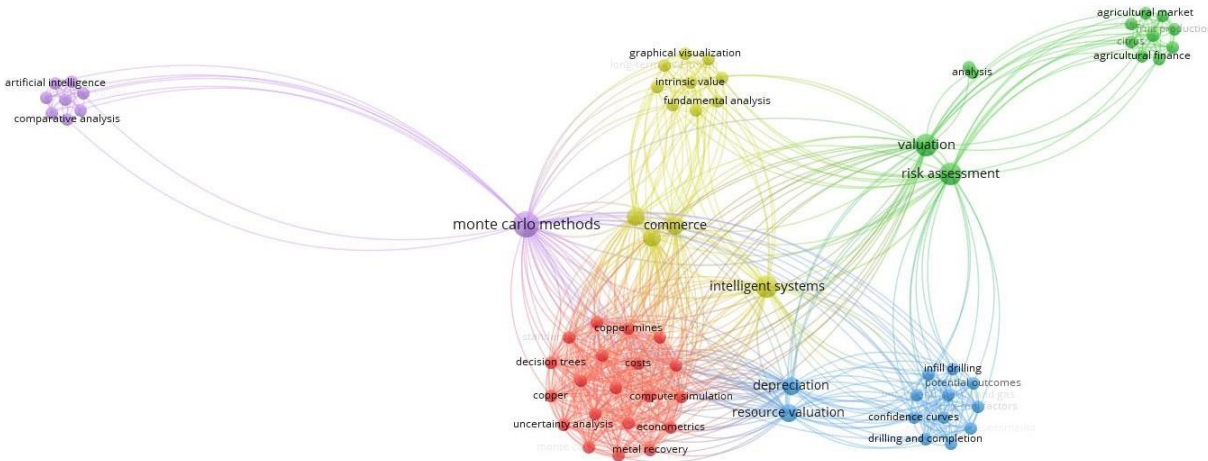 agricultural market
citrus
agricultural finance
graphical visualization
intrinsic value
fundamental analysis
analysis
artificial intelligence
comparative analysis
valuation
risk assessment
monte carlo methods
commerce
intelligent systems
copper mines
decision trees
costs
copper
computer simulation
uncertainty analysis
econometrics
metal recovery
depreciation
resource valuation
infill drilling
potential outcomes
confidence curves
drilling and completion